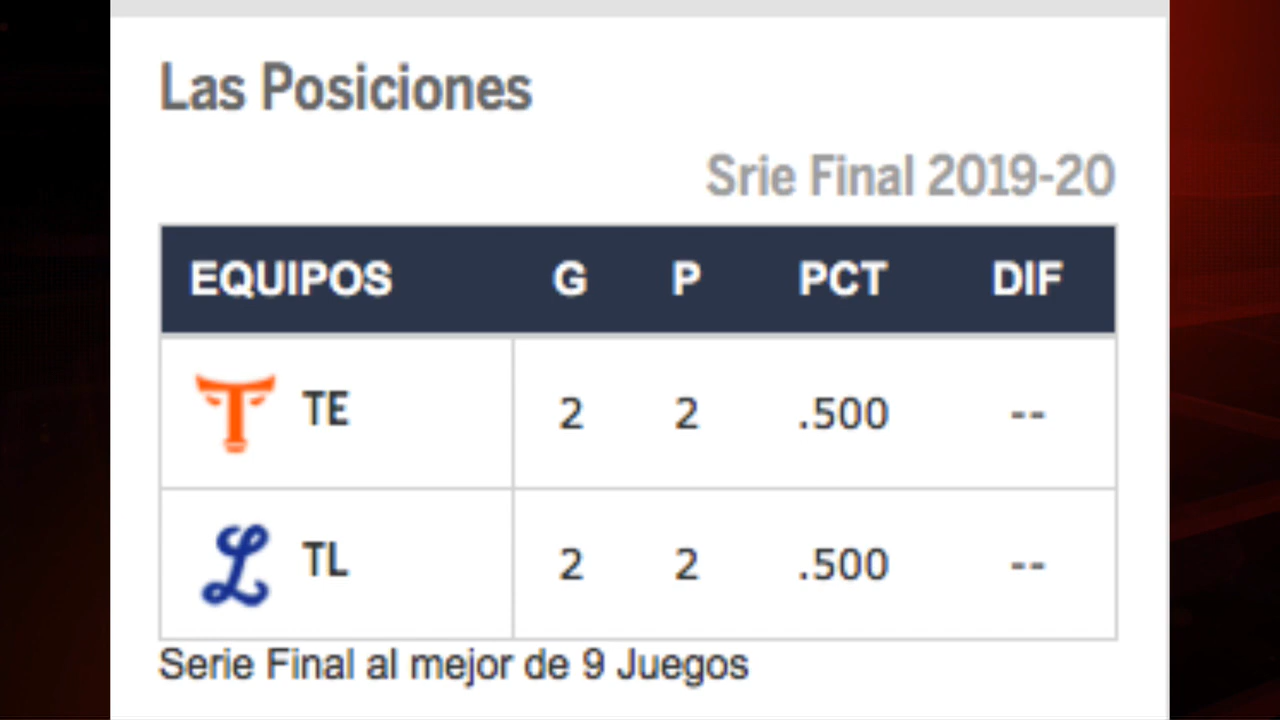 Las Posiciones
Srie Final 2019-20
EQUIPOS G P PCT DIF
TE 2 2 .500 --
TL 2 2 .500 --
Serie Final al mejor de 9 Juegos